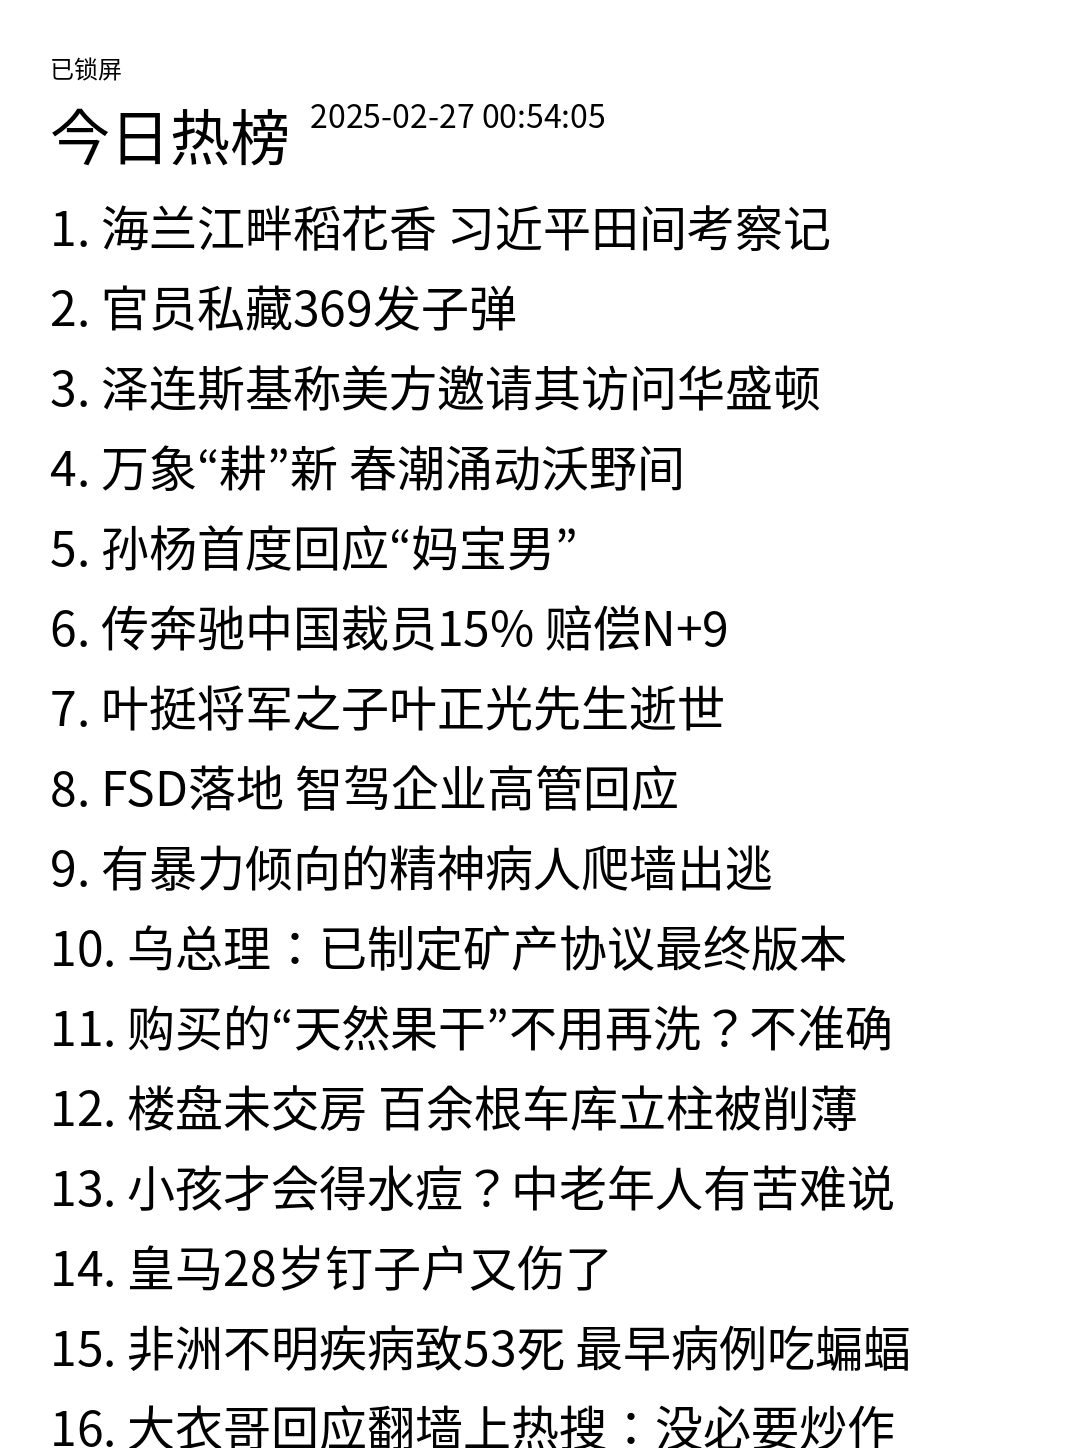 已锁屏
今日热榜 2025-02-27 00:54:05
1. 海兰江畔稻花香 习近平田间考察记
2. 官员私藏369发子弹
3. 泽连斯基称美方邀请其访问华盛顿
4. 万象“耕”新 春潮涌动沃野间
5. 孙杨首度回应“妈宝男”
6. 传奔驰中国裁员15% 赔偿N+9
7. 叶挺将军之子叶正光先生逝世
8. FSD落地 智驾企业高管回应
9. 有暴力倾向的精神病人爬墙出逃
10. 乌总理：已制定矿产协议最终版本
11. 购买的“天然果干”不用再洗？不准确
12. 楼盘未交房 百余根车库立柱被削薄
13. 小孩才会得水痘？中老年人有苦难说
14. 皇马28岁钉子户又伤了
15. 非洲不明疾病致53死 最早病例吃蝙蝠
16. 大衣哥回应翻墙上热搜：没必要炒作